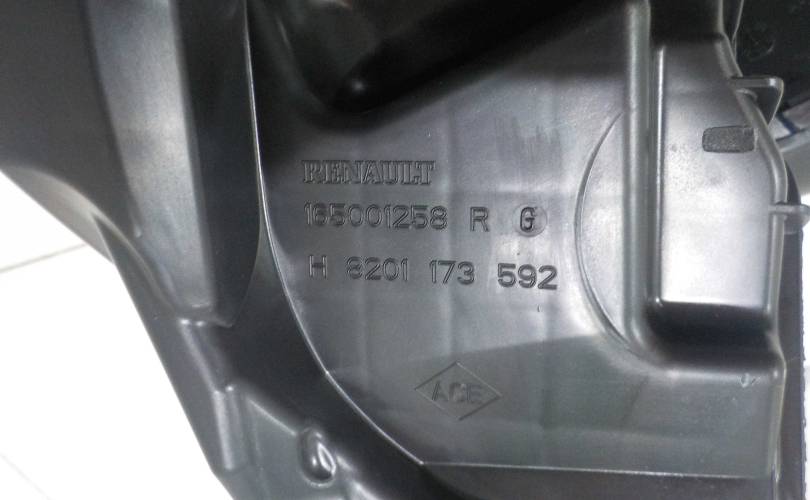 RENAULT
165001258 R G
H 8201 173 592
ACE